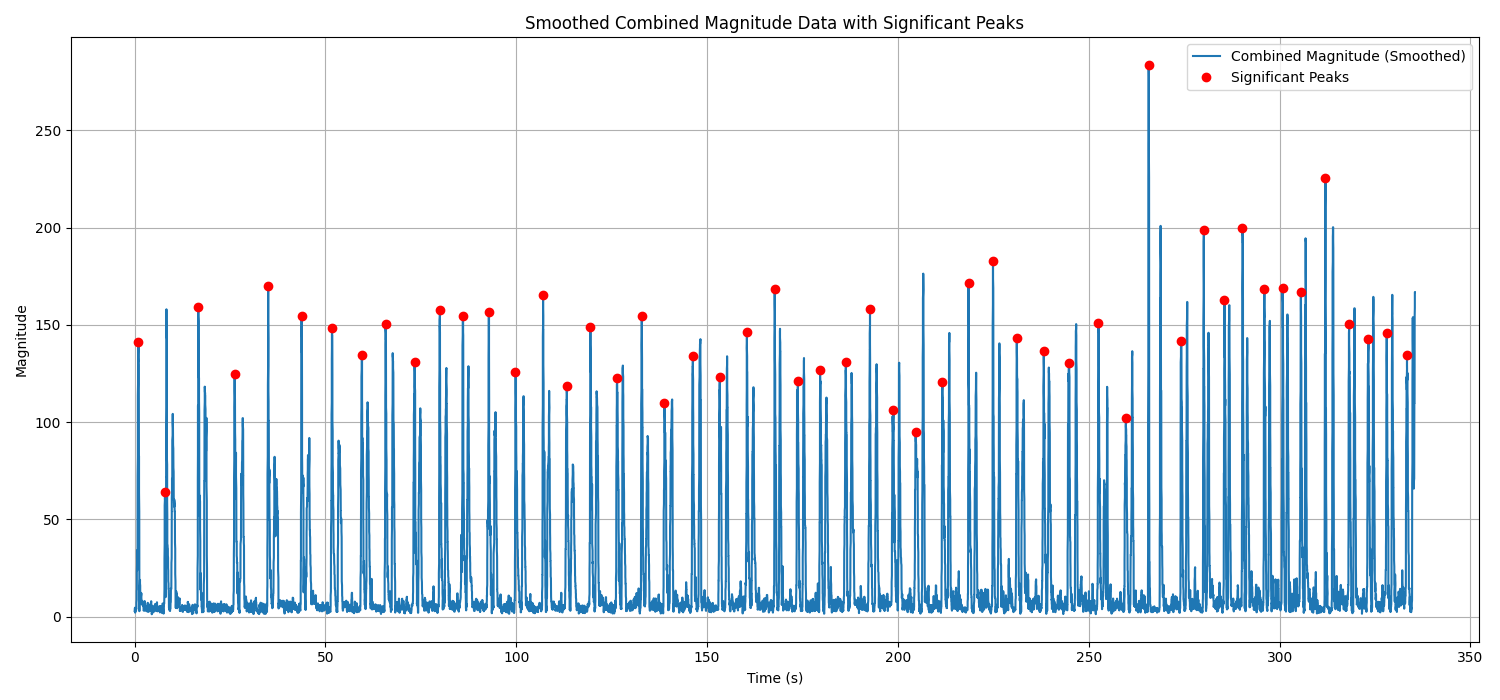 Smoothed Combined Magnitude Data with Significant Peaks
Combined Magnitude (Smoothed)
Significant Peaks
Magnitude
250
200
150
100
50
0
0 50 100 150 200 250 300 350
Time (s)